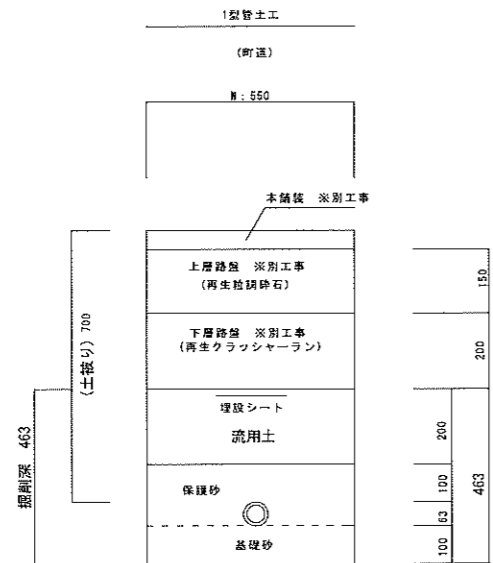 1型管土工
(町道)
W: 550
本舗装 ※別工事
上層路盤 ※別工事
(再生粒調砕石)
150
下層路盤 ※別工事
(再生クラッシャーラン)
200
(土被り) 700
埋設シート
流用土
200
掘削深 463
463
保護砂
100
63
基礎砂
100